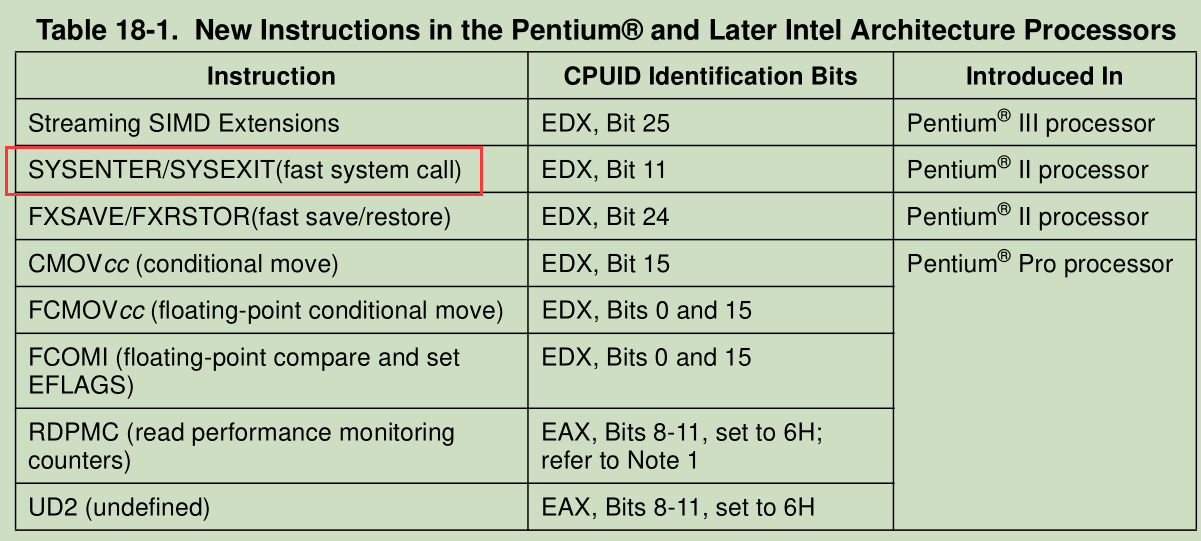 Table 18-1. New Instructions in the Pentium® and Later Intel Architecture Processors
Instruction CPUID Identification Bits Introduced In
Streaming SIMD Extensions EDX, Bit 25 Pentium® III processor
SYSENTER/SYSEXIT(fast system call) EDX, Bit 11 Pentium® II processor
FXSAVE/FXRSTOR(fast save/restore) EDX, Bit 24 Pentium® II processor
CMOVcc (conditional move) EDX, Bit 15 Pentium® Pro processor
FCMOVcc (floating-point conditional move) EDX, Bits 0 and 15
FCOMI (floating-point compare and set EDX, Bits 0 and 15
EFLAGS)
RDPMC (read performance monitoring EAX, Bits 8-11, set to 6H;
counters) refer to Note 1
UD2 (undefined) EAX, Bits 8-11, set to 6H